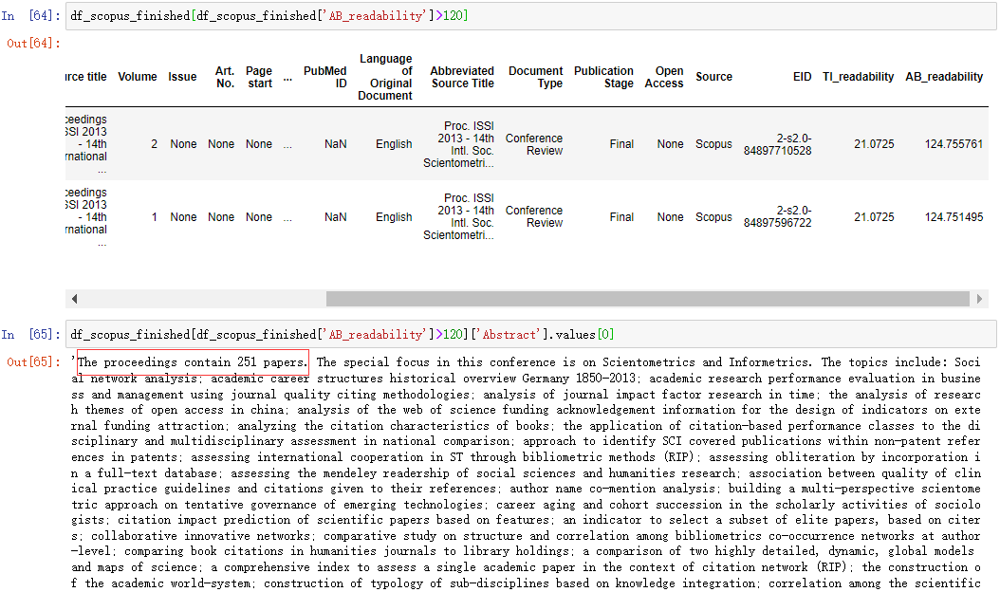 In [64]: df_scopus_finished[df_scopus_finished['AB_readability']>120]
Out[64]:
urce title Volume Issue Art. No. Page start ... PubMed ID Language of Original Document Abbreviated Source Title Document Type Publication Stage Open Access Source EID TI_readability AB_readability
ceedings SSI 2013 - 14th rnational ... 2 None None None ... NaN English Proc. ISSI 2013 - 14th Intl. Soc. Scientometri... Conference Review Final None Scopus 2-s2.0-84897710528 21.0725 124.755761
ceedings SSI 2013 - 14th rnational ... 1 None None None ... NaN English Proc. ISSI 2013 - 14th Intl. Soc. Scientometri... Conference Review Final None Scopus 2-s2.0-84897596722 21.0725 124.751495
In [65]: df_scopus_finished[df_scopus_finished['AB_readability']>120]['Abstract'].values[0]
Out[65]: 'The proceedings contain 251 papers. The special focus in this conference is on Scientometrics and Informetrics. The topics include: Soci
al network analysis; academic career structures historical overview Germany 1850-2013; academic research performance evaluation in busine
ss and management using journal quality citing methodologies; analysis of journal impact factor research in time; the analysis of researc
h themes of open access in china; analysis of the web of science funding acknowledgement information for the design of indicators on exte
rnal funding attraction; analyzing the citation characteristics of books; the application of citation-based performance classes to the di
sciplinary and multidisciplinary assessment in national comparison; approach to identify SCI covered publications within non-patent refer
ences in patents; assessing international cooperation in ST through bibliometric methods (RIP); assessing obliteration by incorporation i
n a full-text database; assessing the mendeley readership of social sciences and humanities research; association between quality of clin
ical practice guidelines and citations given to their references; author name co-mention analysis; building a multi-perspective scientome
tric approach on tentative governance of emerging technologies; career aging and cohort succession in the scholarly activities of sociolo
gists; citation impact prediction of scientific papers based on features; an indicator to select a subset of elite papers, based on citer
s; collaborative innovative networks; comparative study on structure and correlation among bibliometrics co-occurrence networks at author
-level; comparing book citations in humanities journals to library holdings; a comparison of two highly detailed, dynamic, global models
and maps of science; a comprehensive index to assess a single academic paper in the context of citation network (RIP); the construction o
f the academic world-system; construction of typology of sub-disciplines based on knowledge integration; correlation among the scientific